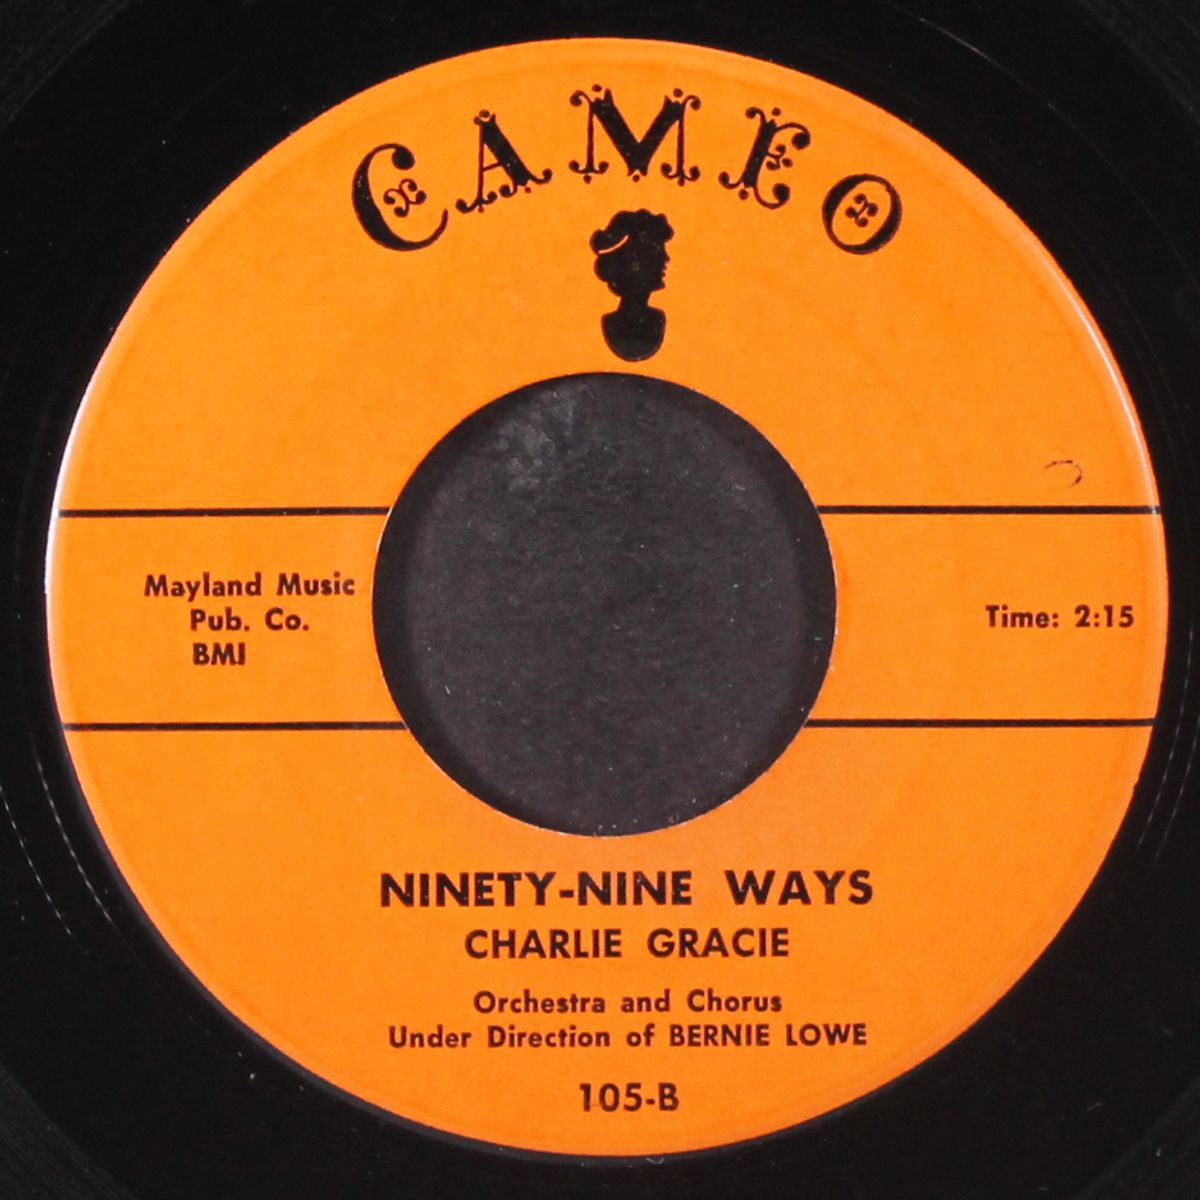 CAMEO
Mayland Music
Pub. Co.
BMI
Time: 2:15
NINETY-NINE WAYS
CHARLIE GRACIE
Orchestra and Chorus
Under Direction of BERNIE LOWE
105-B